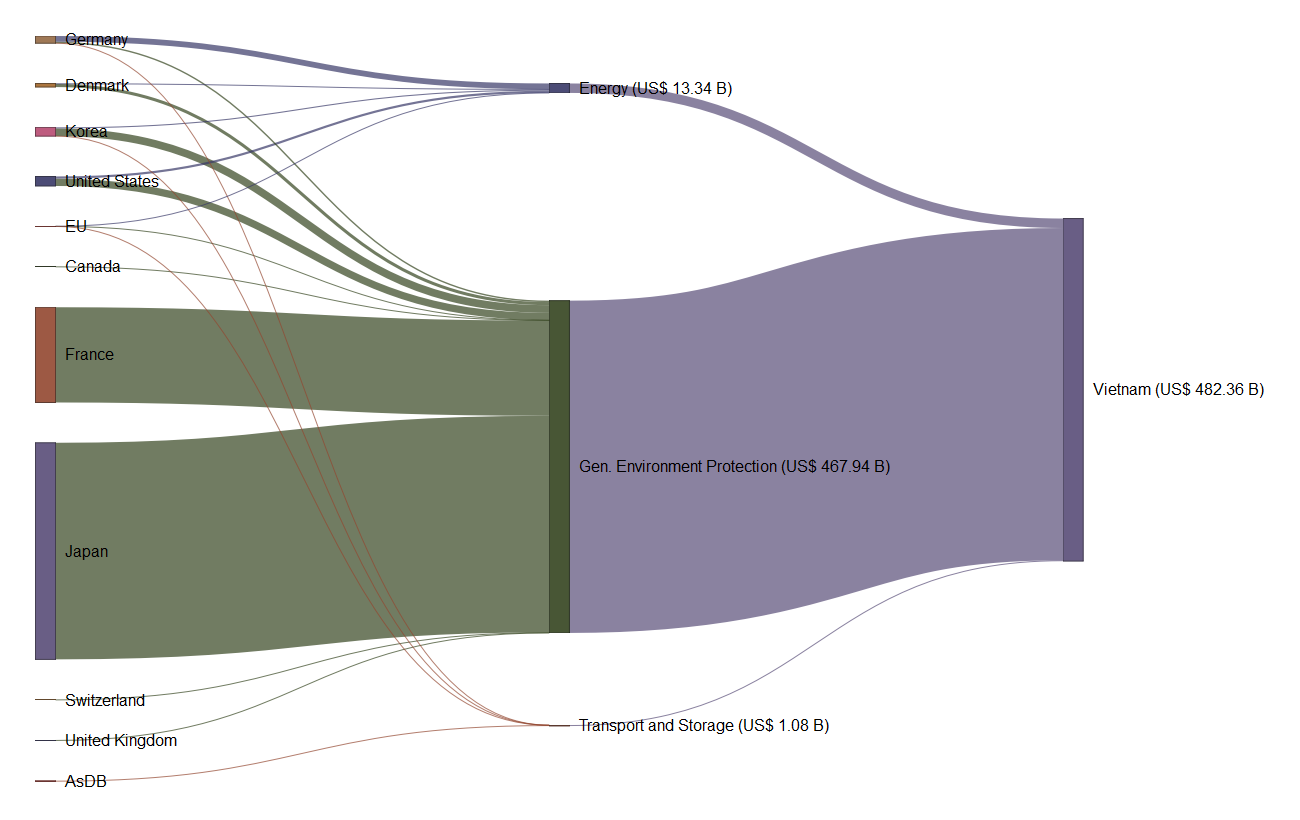 Germany
Denmark
Korea
United States
EU
Canada
France
Japan
Switzerland
United Kingdom
AsDB
Energy (US$ 13.34 B)
Gen. Environment Protection (US$ 467.94 B)
Transport and Storage (US$ 1.08 B)
Vietnam (US$ 482.36 B)